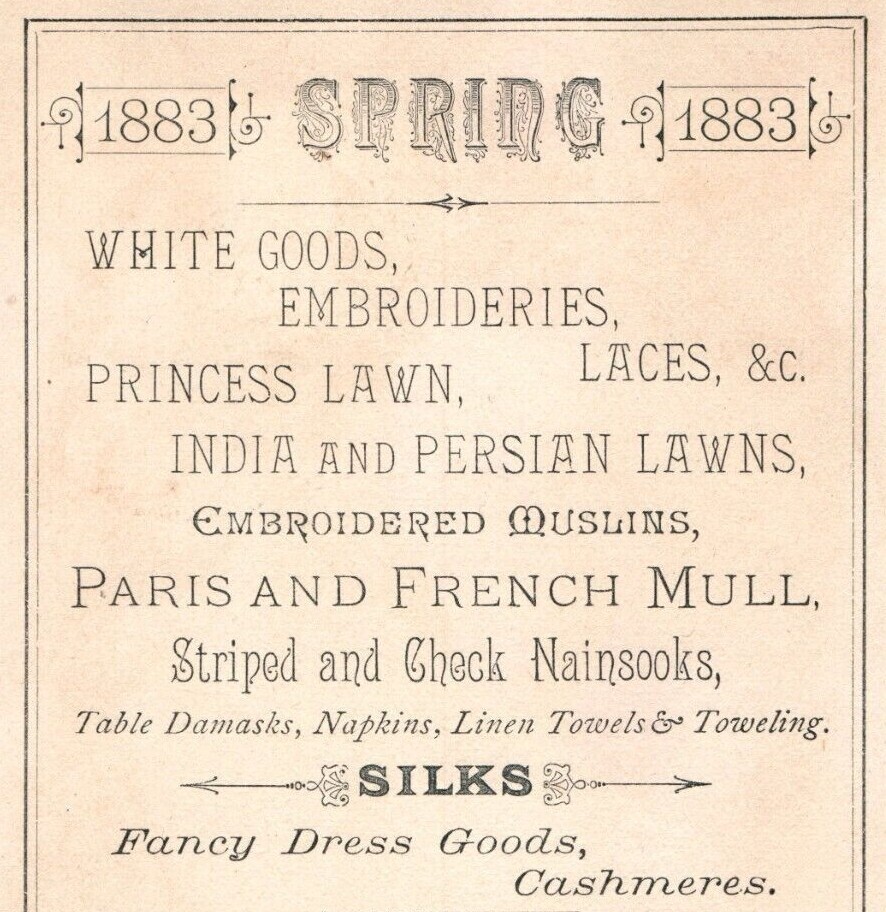 1883 SPRING 1883
WHITE GOODS,
EMBROIDERIES,
LACES, &c.
PRINCESS LAWN,
INDIA AND PERSIAN LAWNS,
EMBROIDERED MUSLINS,
PARIS AND FRENCH MULL,
Striped and Check Nainsooks,
Table Damasks, Napkins, Linen Towels & Toweling.
SILKS
Fancy Dress Goods,
Cashmeres.